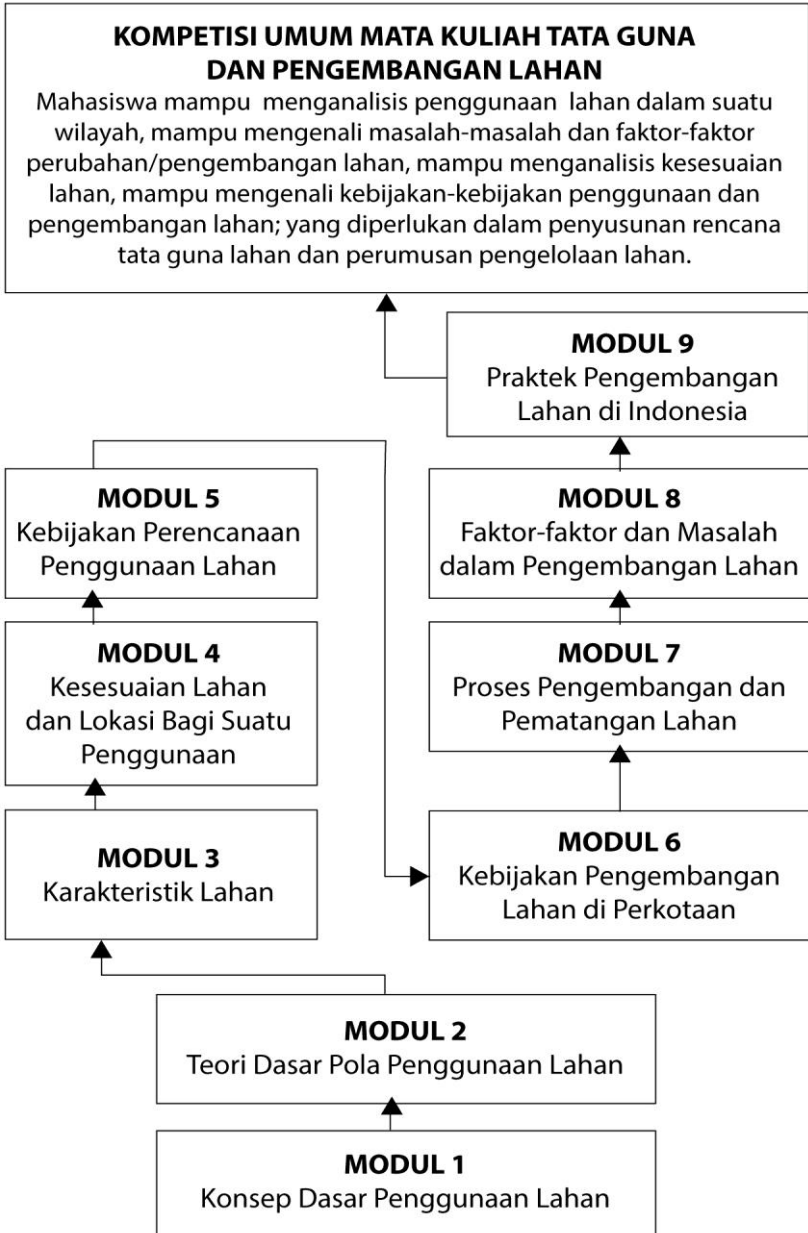 KOMPETISI UMUM MATA KULIAH TATA GUNA
DAN PENGEMBANGAN LAHAN
Mahasiswa mampu menganalisis penggunaan lahan dalam suatu
wilayah, mampu mengenali masalah-masalah dan faktor-faktor
perubahan/pengembangan lahan, mampu menganalisis kesesuaian
lahan, mampu mengenali kebijakan-kebijakan penggunaan dan
pengembangan lahan; yang diperlukan dalam penyusunan rencana
tata guna lahan dan perumusan pengelolaan lahan.
MODUL 9
Praktek Pengembangan
Lahan di Indonesia
MODUL 5
Kebijakan Perencanaan
Penggunaan Lahan
MODUL 8
Faktor-faktor dan Masalah
dalam Pengembangan Lahan
MODUL 4
Kesesuaian Lahan
dan Lokasi Bagi Suatu
Penggunaan
MODUL 7
Proses Pengembangan dan
Pematangan Lahan
MODUL 3
Karakteristik Lahan
MODUL 6
Kebijakan Pengembangan
Lahan di Perkotaan
MODUL 2
Teori Dasar Pola Penggunaan Lahan
MODUL 1
Konsep Dasar Penggunaan Lahan